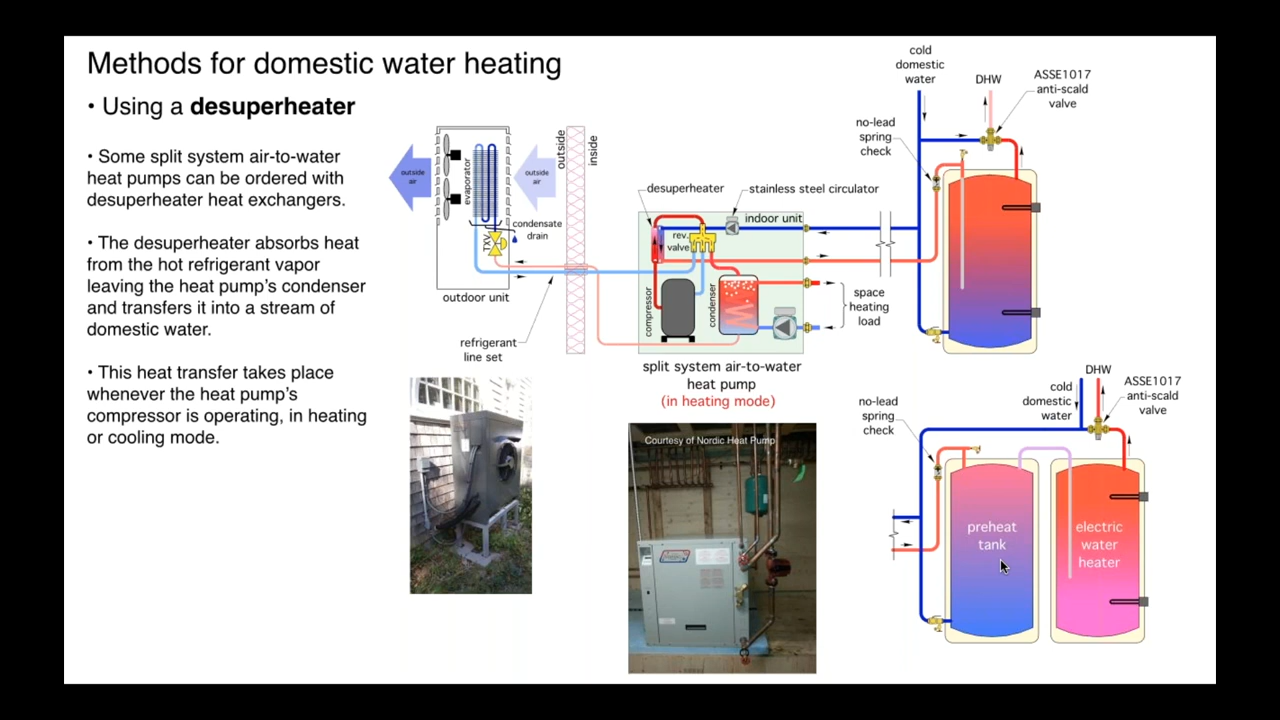 Methods for domestic water heating
• Using a desuperheater
• Some split system air-to-water
heat pumps can be ordered with
desuperheater heat exchangers.
• The desuperheater absorbs heat
from the hot refrigerant vapor
leaving the heat pump's condenser
and transfers it into a stream of
domestic water.
• This heat transfer takes place
whenever the heat pump's
compressor is operating, in heating
or cooling mode.
outside
air
evaporator
outside
air
TXV
condensate
drain
outdoor unit
outside
inside
refrigerant
line set
desuperheater
stainless steel circulator
indoor unit
rev.
valve
compressor
condenser
space
heating
load
split system air-to-water
heat pump
(in heating mode)
cold
domestic
water
DHW
ASSE1017
anti-scald
valve
no-lead
spring
check
Courtesy of Nordic Heat Pump
DHW
cold
domestic
water
ASSE1017
anti-scald
valve
no-lead
spring
check
preheat
tank
electric
water
heater